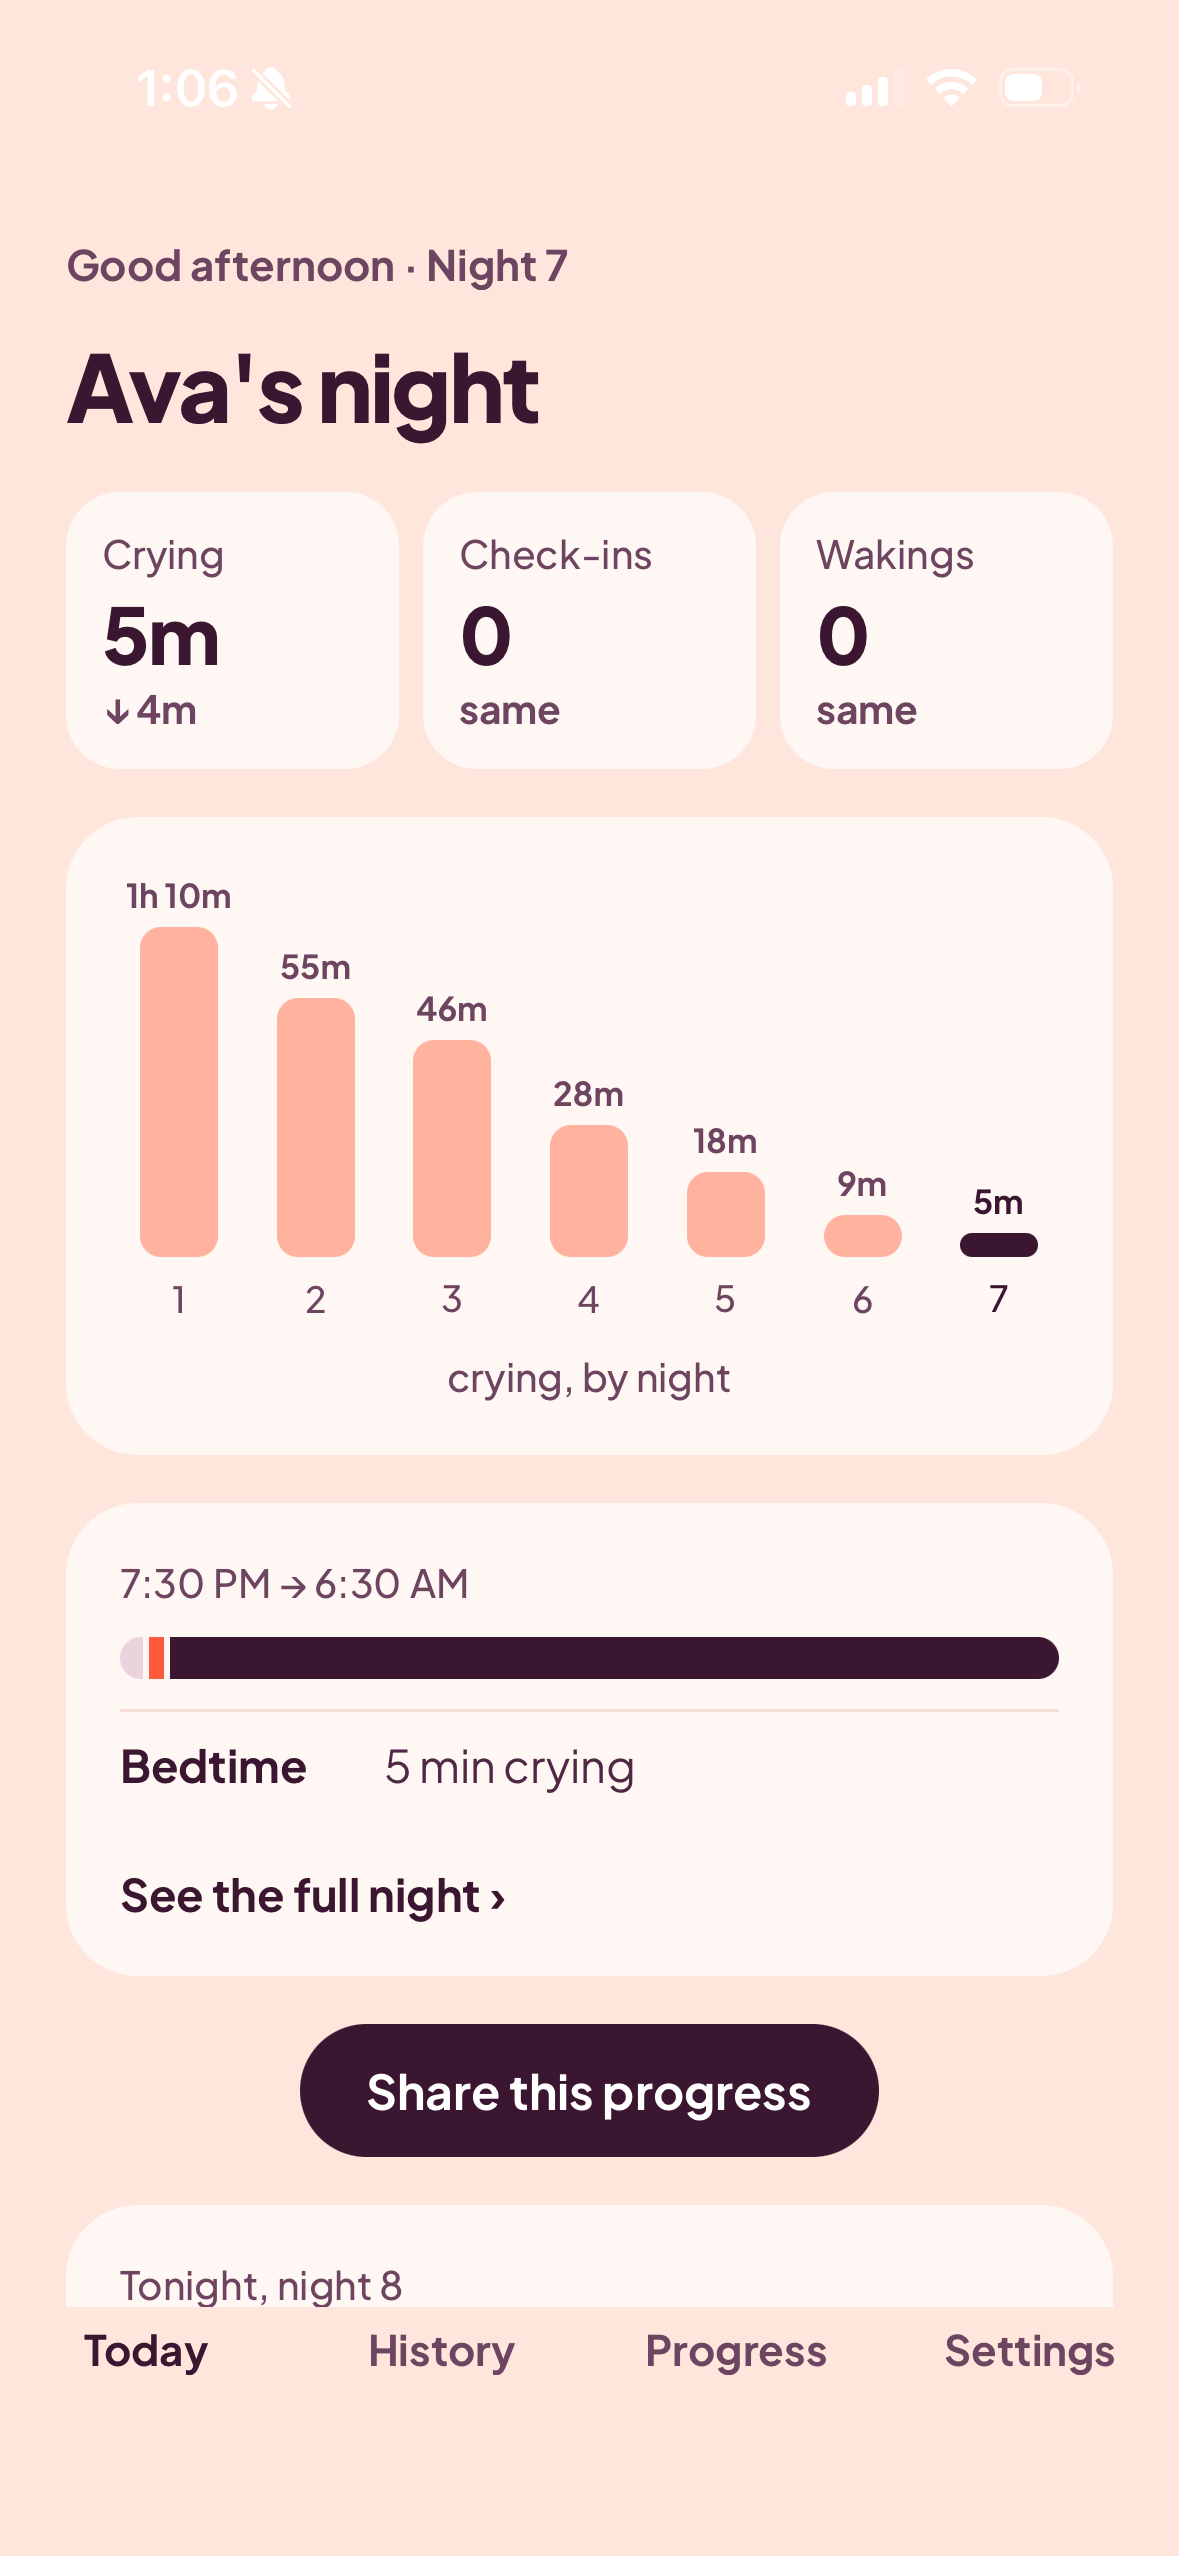 1:06
Good afternoon · Night 7
Ava's night
Crying
5m
↓ 4m
Check-ins
0
same
Wakings
0
same
1h 10m
55m
46m
28m
18m
9m
5m
1 2 3 4 5 6 7
crying, by night
7:30 PM → 6:30 AM
Bedtime 5 min crying
See the full night ›
Share this progress
Tonight, night 8
Today History Progress Settings